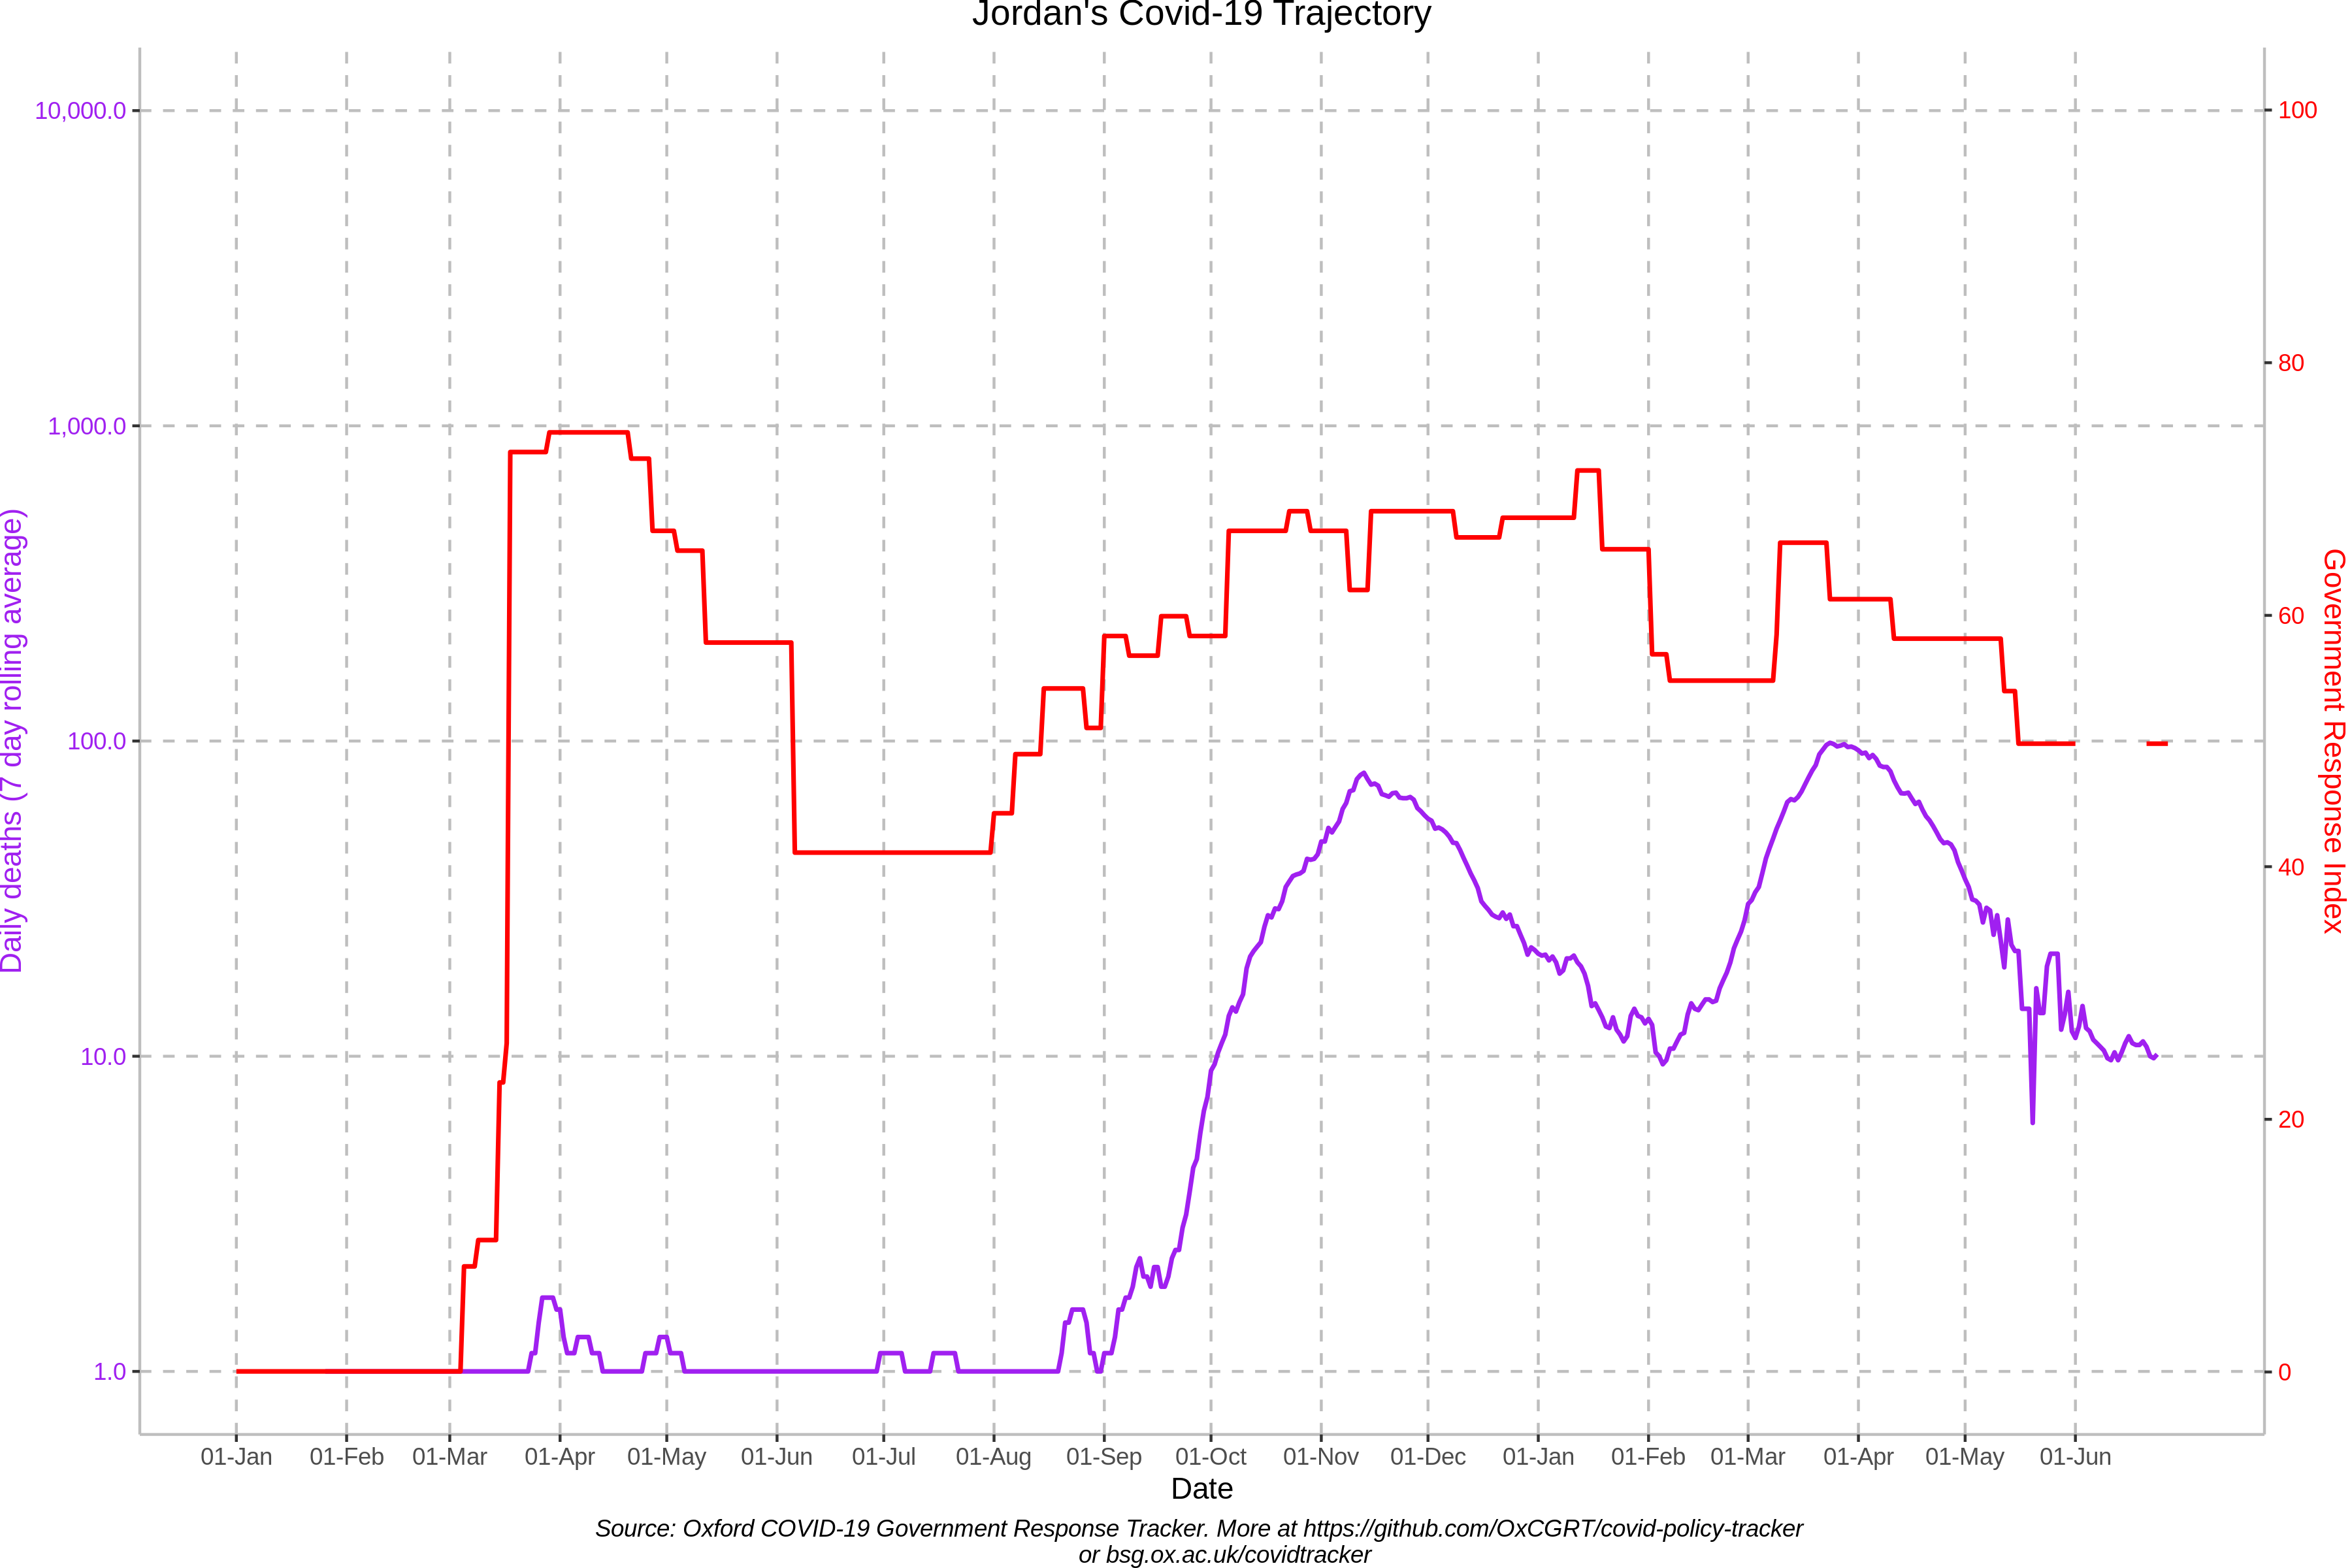 Jordan's Covid-19 Trajectory
10,000.0
1,000.0
100.0
10.0
1.0
Daily deaths (7 day rolling average)
100
80
60
40
20
0
Government Response Index
01-Jan 01-Feb 01-Mar 01-Apr 01-May 01-Jun 01-Jul 01-Aug 01-Sep 01-Oct 01-Nov 01-Dec 01-Jan 01-Feb 01-Mar 01-Apr 01-May 01-Jun
Date
Source: Oxford COVID-19 Government Response Tracker. More at https://github.com/OxCGRT/covid-policy-tracker
or bsg.ox.ac.uk/covidtracker